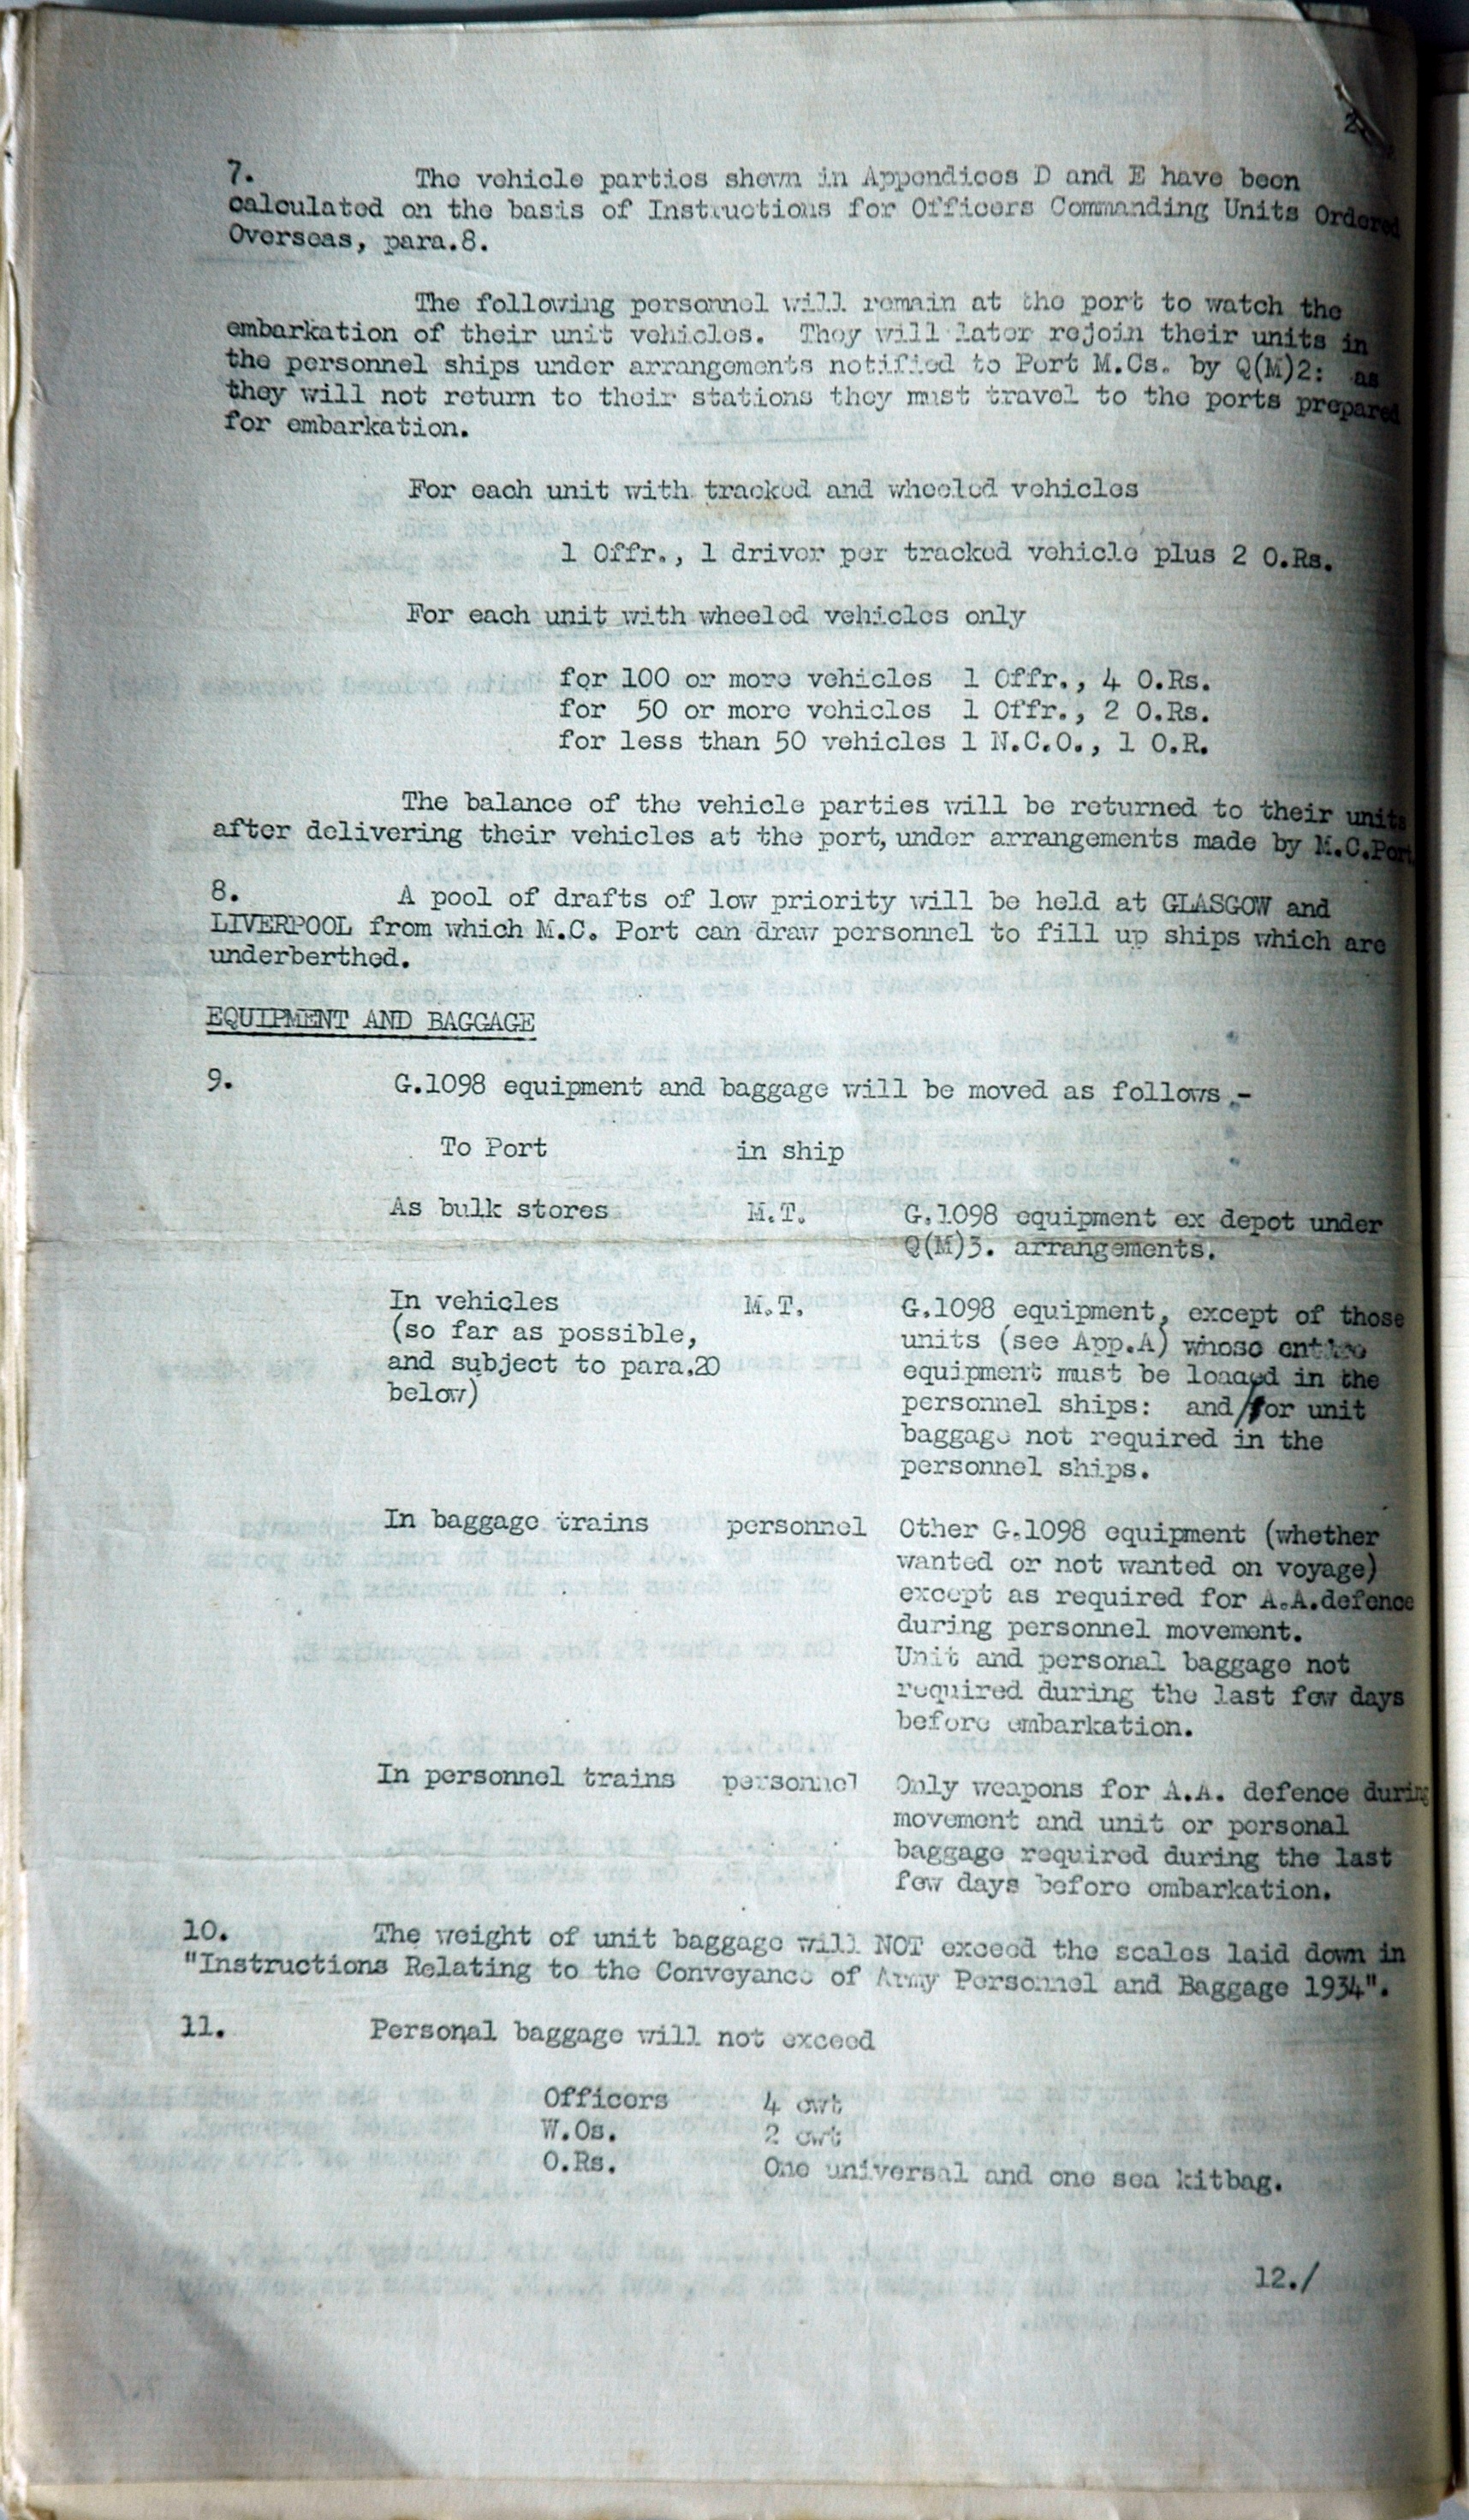 2.
7. The vehicle parties shown in Appendices D and E have been
calculated on the basis of Instructions for Officers Commanding Units Ordered
Overseas, para.8.
The following personnel will remain at the port to watch the
embarkation of their unit vehicles. They will later rejoin their units in
the personnel ships under arrangements notified to Port M.Cs. by Q(M)2: as
they will not return to their stations they must travel to the ports prepared
for embarkation.
For each unit with tracked and wheeled vehicles
1 Offr., 1 driver per tracked vehicle plus 2 O.Rs.
For each unit with wheeled vehicles only
for 100 or more vehicles 1 Offr., 4 O.Rs.
for 50 or more vehicles 1 Offr., 2 O.Rs.
for less than 50 vehicles 1 N.C.O., 1 O.R.
The balance of the vehicle parties will be returned to their units
after delivering their vehicles at the port, under arrangements made by M.C.Port
8. A pool of drafts of low priority will be held at GLASGOW and
LIVERPOOL from which M.C. Port can draw personnel to fill up ships which are
underberthed.
EQUIPMENT AND BAGGAGE
9. G.1098 equipment and baggage will be moved as follows.-
To Port in ship
As bulk stores M.T. G.1098 equipment ex depot under
Q(M)3. arrangements.
In vehicles M.T. G.1098 equipment, except of those
(so far as possible, units (see App.A) whose entire
and subject to para.20 equipment must be loaded in the
below) personnel ships: and/or unit
baggage not required in the
personnel ships.
In baggage trains personnel Other G.1098 equipment (whether
wanted or not wanted on voyage)
except as required for A.A.defence
during personnel movement.
Unit and personal baggage not
required during the last few days
before embarkation.
In personnel trains personnel Only weapons for A.A. defence during
movement and unit or personal
baggage required during the last
few days before embarkation.
10. The weight of unit baggage will NOT exceed the scales laid down in
"Instructions Relating to the Conveyance of Army Personnel and Baggage 1934".
11. Personal baggage will not exceed
Officers 4 cwt
W.Os. 2 cwt
O.Rs. One universal and one sea kitbag.
12./